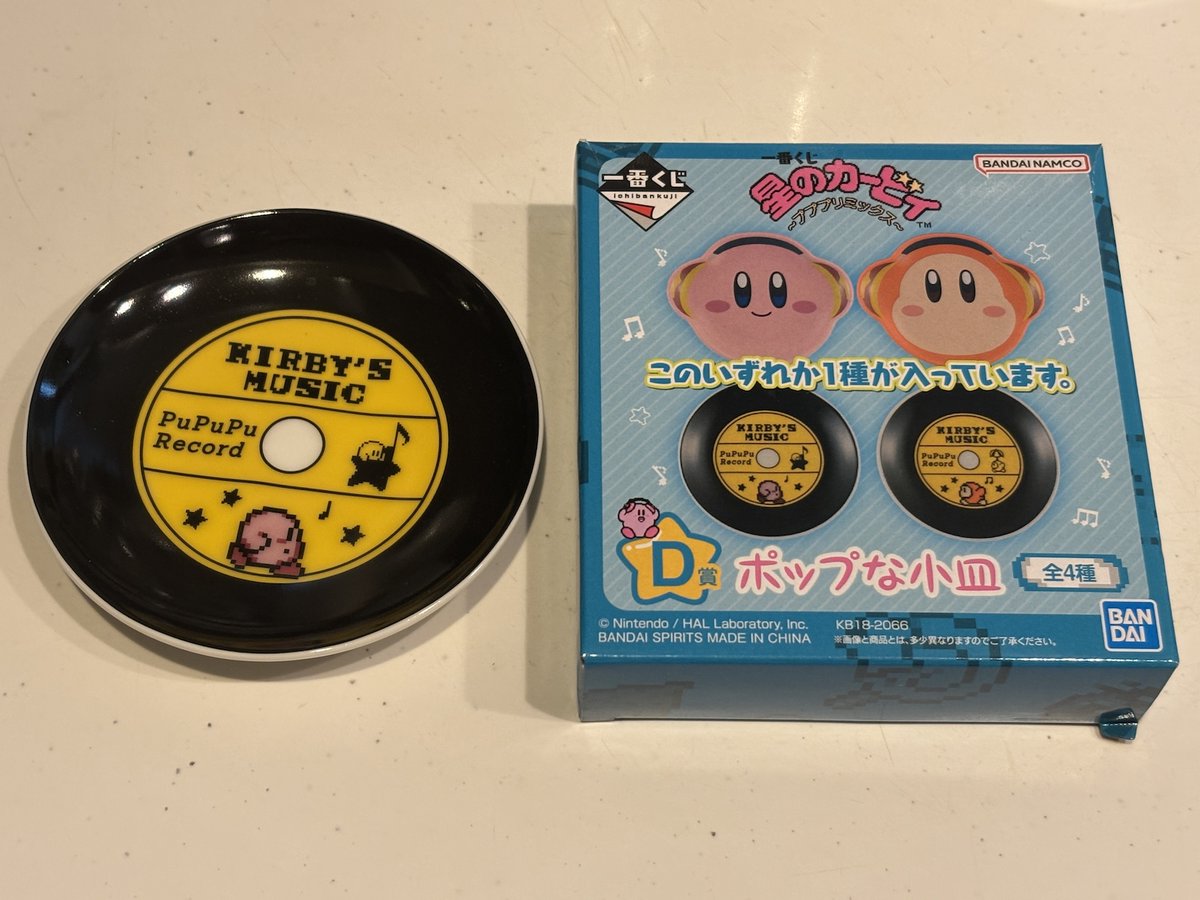 KIRBY'S
MUSIC
PuPuPu
Record
一番くじ
ichibankuji
一番くじ
星のカービィ
~プププリミックス~
TM
BANDAI NAMCO
このいずれか1種が入っています。
KIRBY'S
MUSIC
PuPuPu
Record
KIRBY'S
MUSIC
PuPuPu
Record
D賞
ポップな小皿
全4種
© Nintendo / HAL Laboratory, Inc.
BANDAI SPIRITS MADE IN CHINA
KB18-2066
※画像と商品とは、多少異なりますのでご了承ください。
BAN
DAI